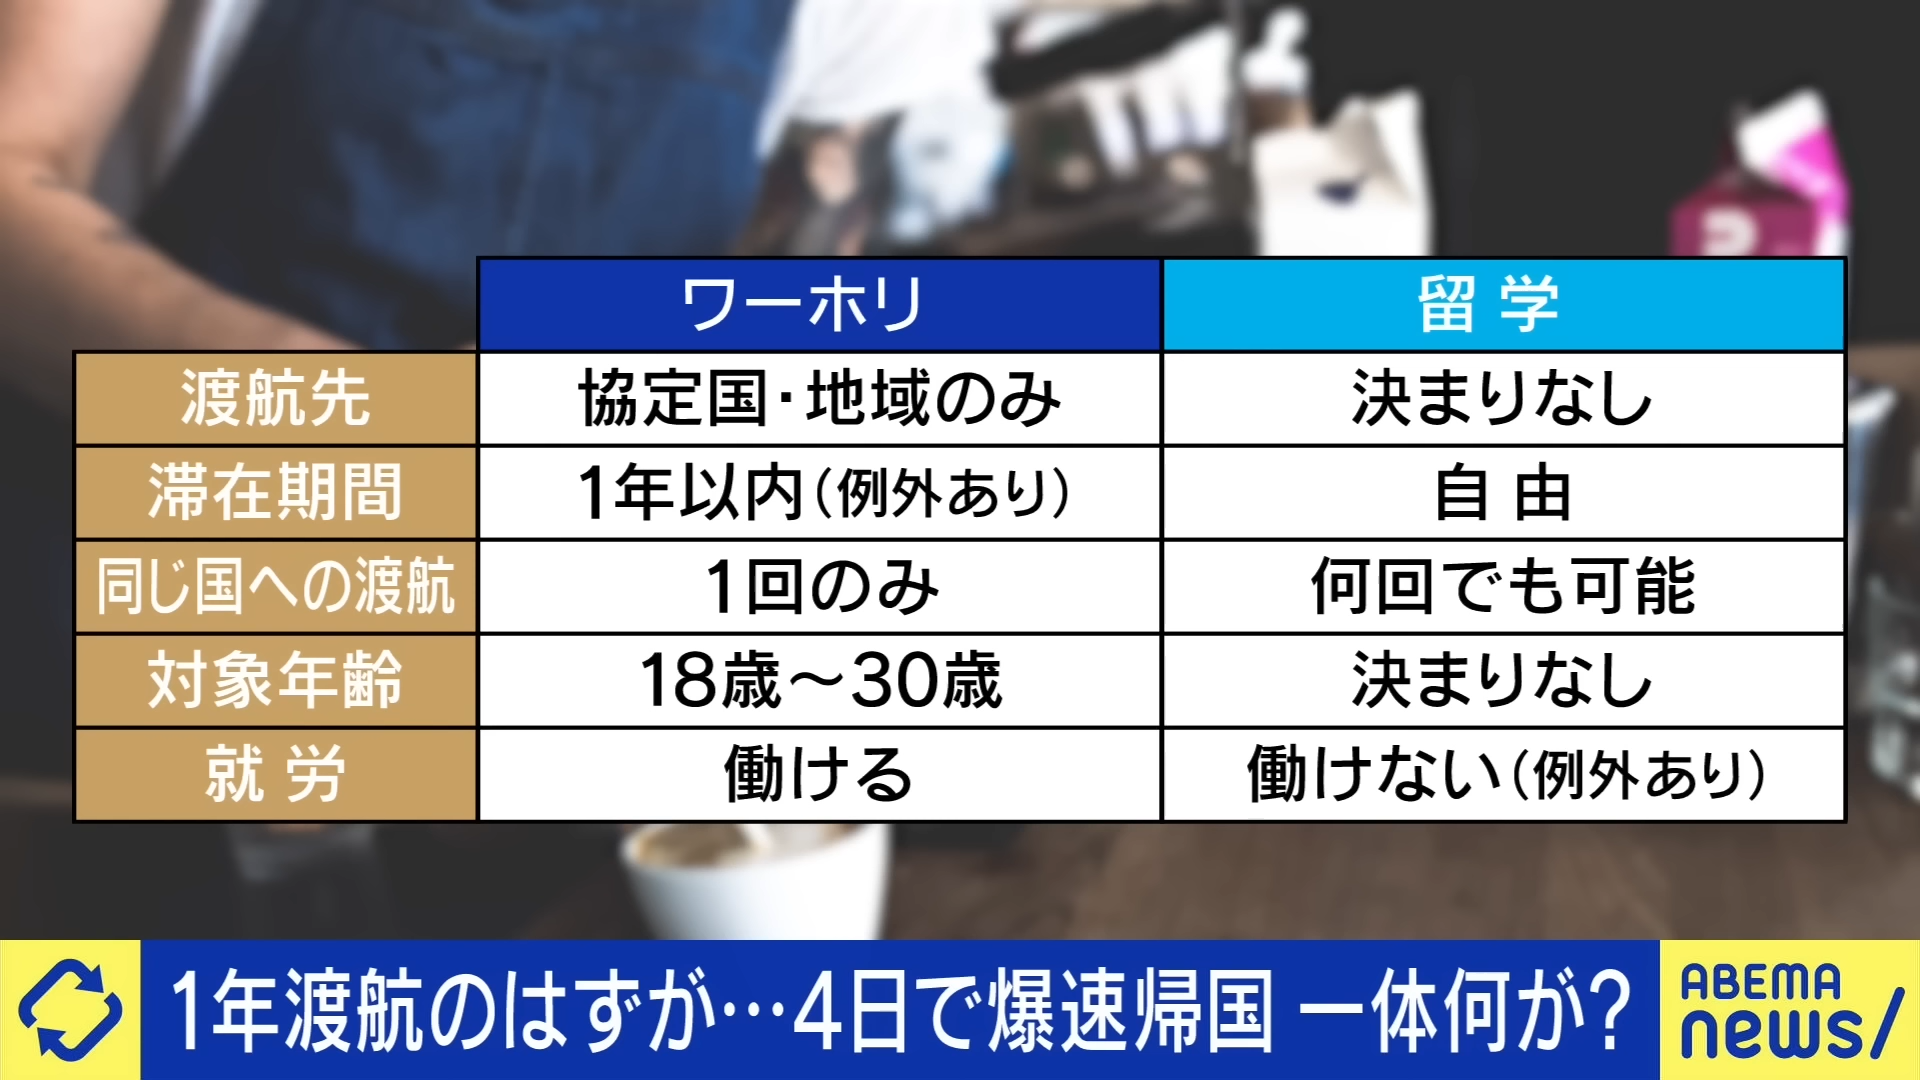 ワーホリ 留学
渡航先 協定国・地域のみ 決まりなし
滞在期間 1年以内（例外あり） 自由
同じ国への渡航 1回のみ 何回でも可能
対象年齢 18歳～30歳 決まりなし
就労 働ける 働けない（例外あり）
1年渡航のはずが…4日で爆速帰国 一体何が？
ABEMA
news/